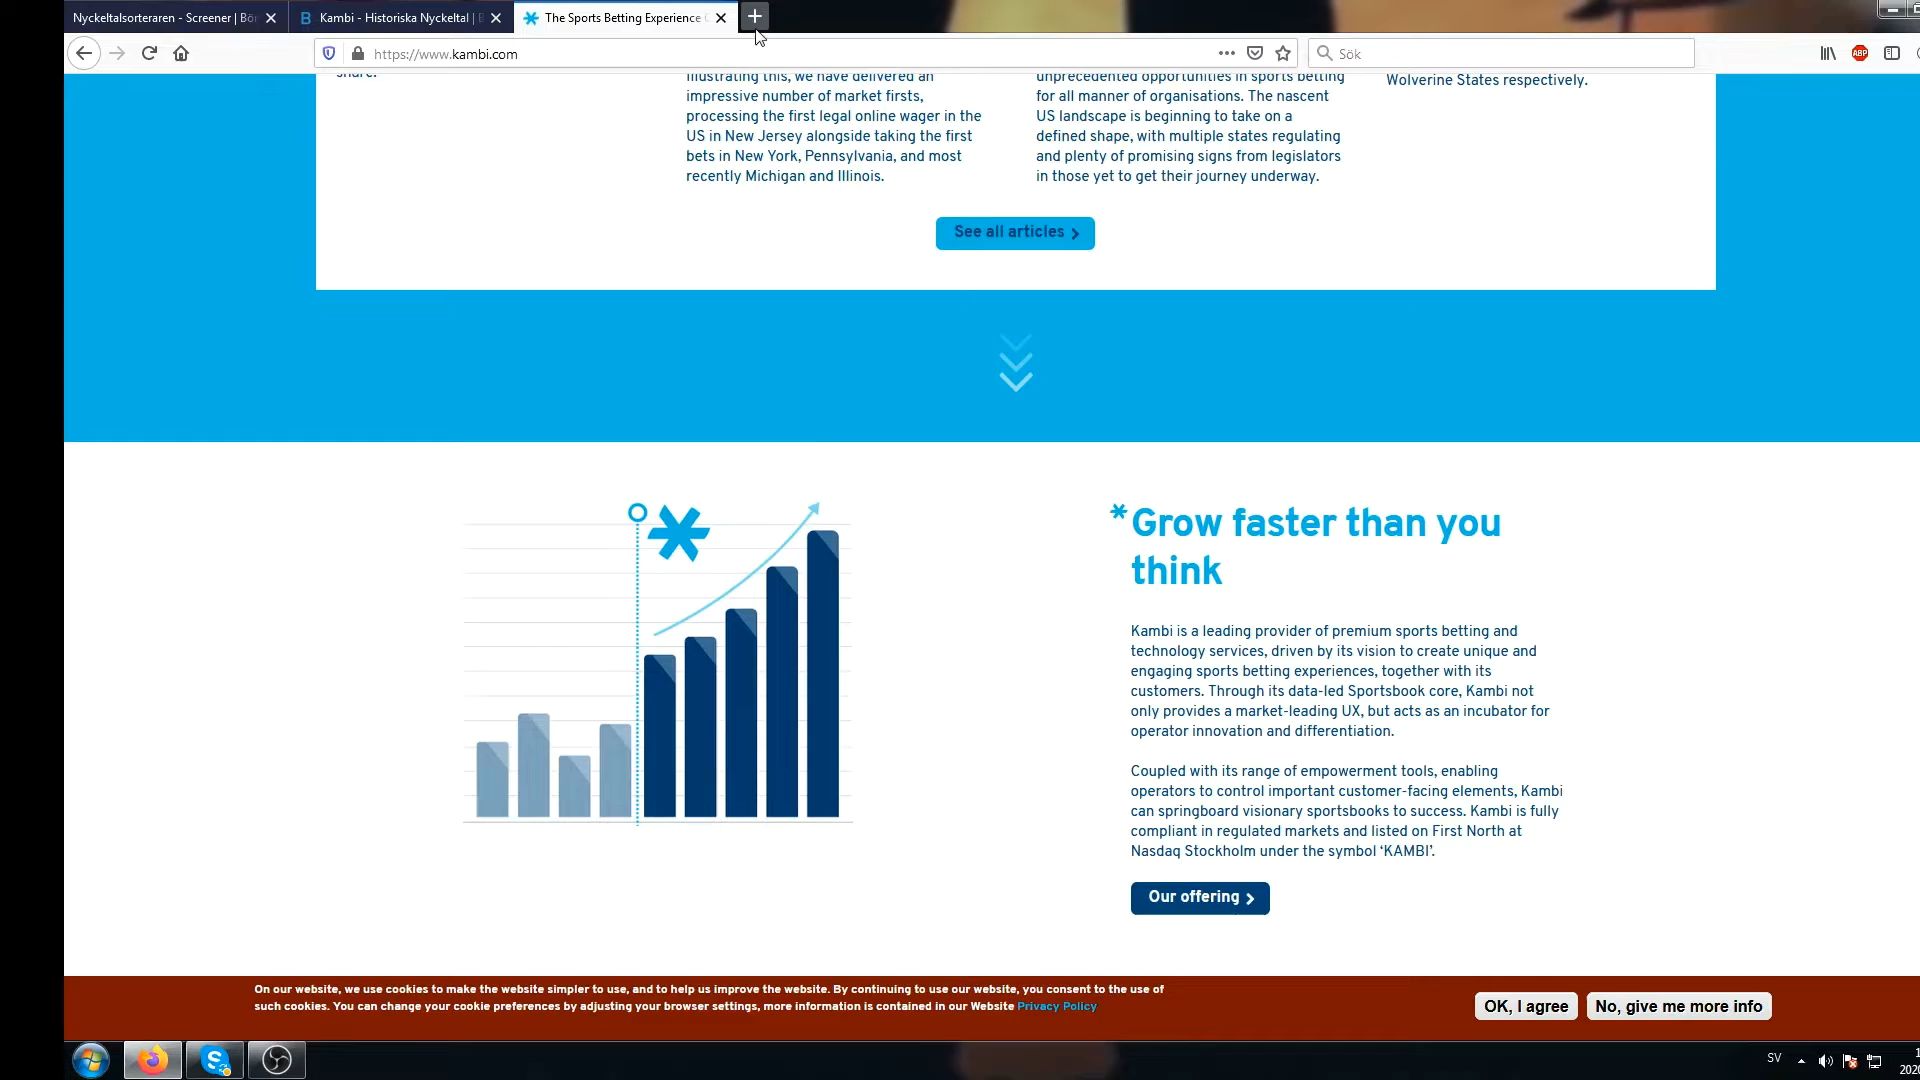 Nyckeltalsorteraren - Screener | Bör
Kambi - Historiska Nyckeltal |
The Sports Betting Experience
https://www.kambi.com
Sök
ABP
share.
Illustrating this, we have delivered an
impressive number of market firsts,
processing the first legal online wager in the
US in New Jersey alongside taking the first
bets in New York, Pennsylvania, and most
recently Michigan and Illinois.
unprecedented opportunities in sports betting
for all manner of organisations. The nascent
US landscape is beginning to take on a
defined shape, with multiple states regulating
and plenty of promising signs from legislators
in those yet to get their journey underway.
Wolverine States respectively.
See all articles
*Grow faster than you
think
Kambi is a leading provider of premium sports betting and
technology services, driven by its vision to create unique and
engaging sports betting experiences, together with its
customers. Through its data-led Sportsbook core, Kambi not
only provides a market-leading UX, but acts as an incubator for
operator innovation and differentiation.
Coupled with its range of empowerment tools, enabling
operators to control important customer-facing elements, Kambi
can springboard visionary sportsbooks to success. Kambi is fully
compliant in regulated markets and listed on First North at
Nasdaq Stockholm under the symbol ‘KAMBI’.
Our offering
On our website, we use cookies to make the website simpler to use, and to help us improve the website. By continuing to use our website, you consent to the use of
such cookies. You can change your cookie preferences by adjusting your browser settings, more information is contained in our Website Privacy Policy
OK, I agree
No, give me more info
SV
1
2020